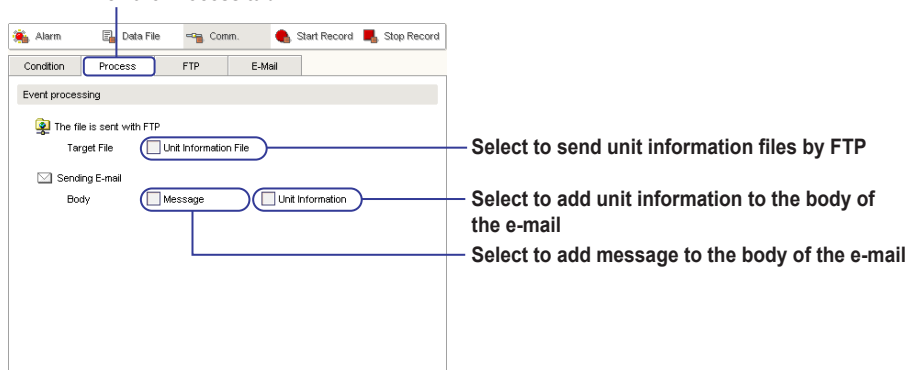 Alarm Data File Comm. Start Record Stop Record
Condition Process FTP E-Mail
Event processing
The file is sent with FTP
Target File Unit Information File
Select to send unit information files by FTP
Sending E-mail
Body Message Unit Information
Select to add unit information to the body of
the e-mail
Select to add message to the body of the e-mail